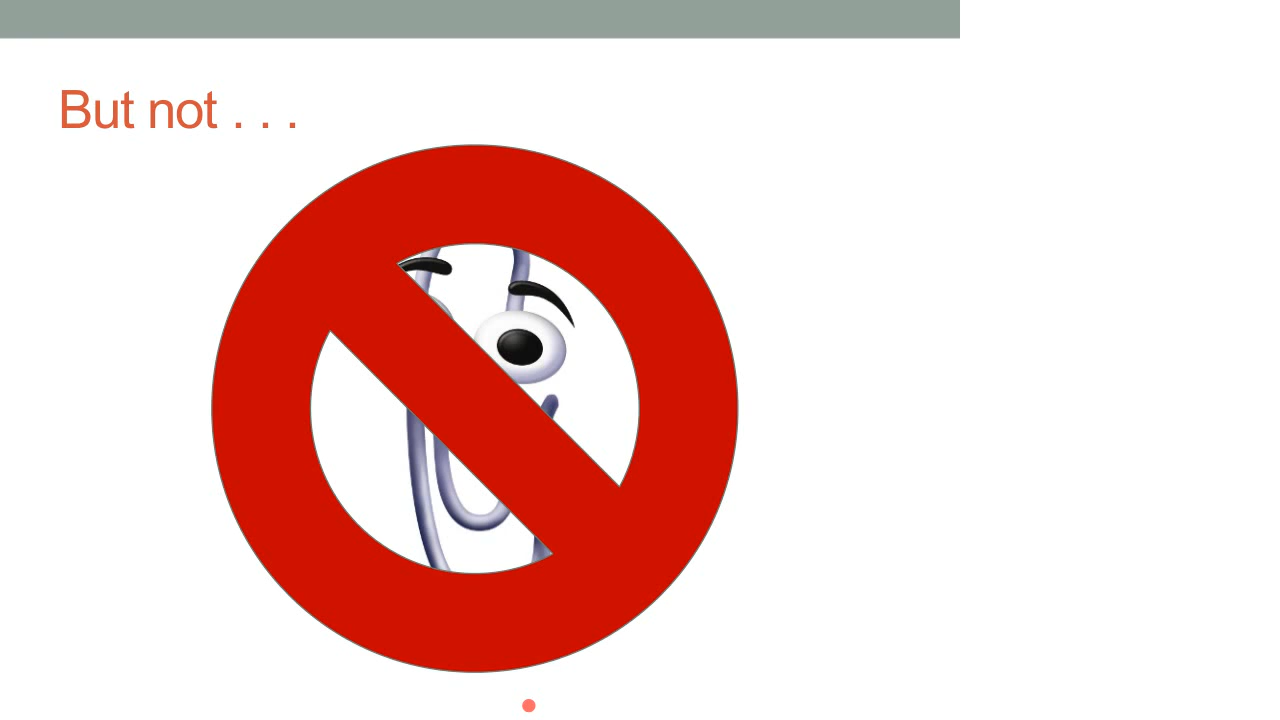 But not . . .